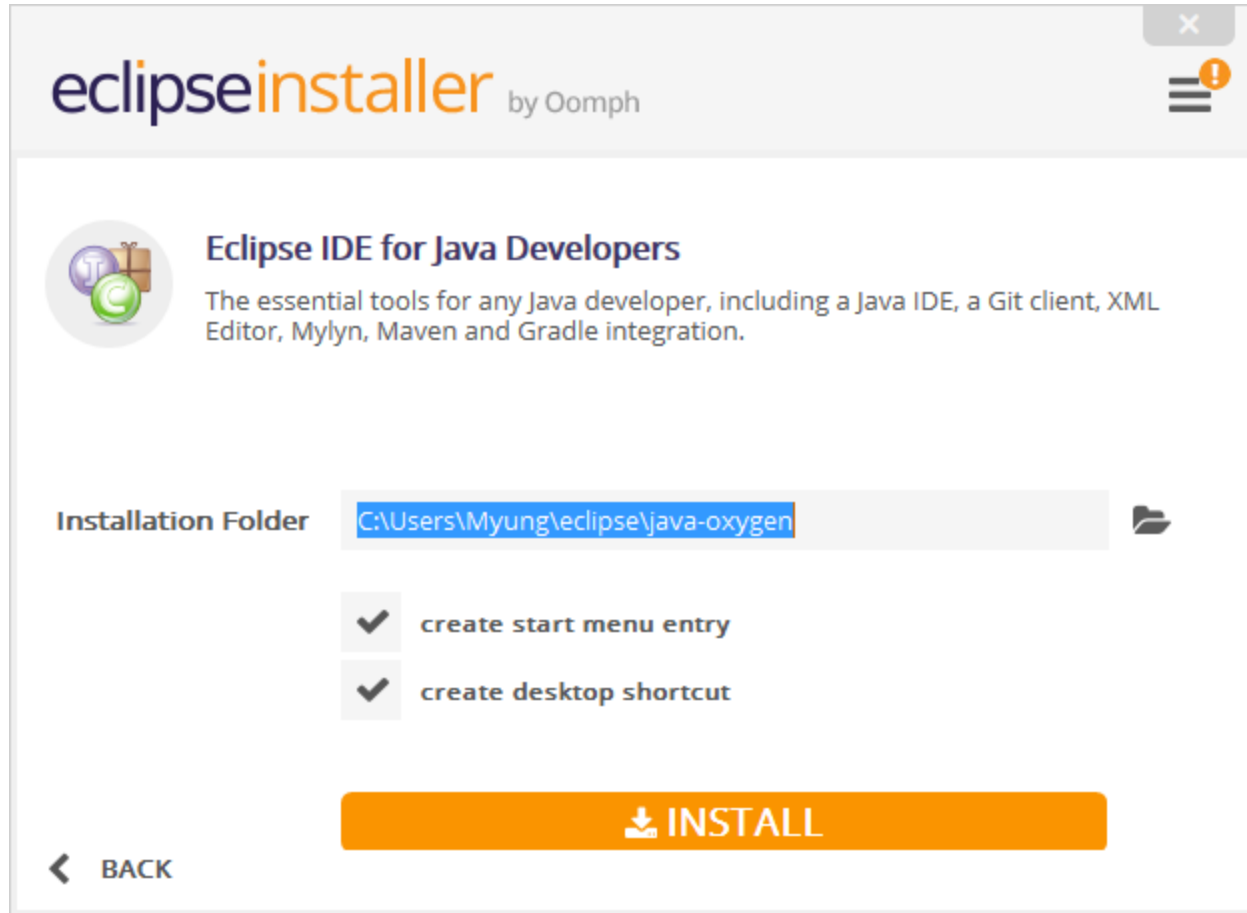 eclipseinstaller by Oomph
!
Eclipse IDE for Java Developers
The essential tools for any Java developer, including a Java IDE, a Git client, XML
Editor, Mylyn, Maven and Gradle integration.
Installation Folder C:\Users\Myung\eclipse\java-oxygen
create start menu entry
create desktop shortcut
INSTALL
BACK